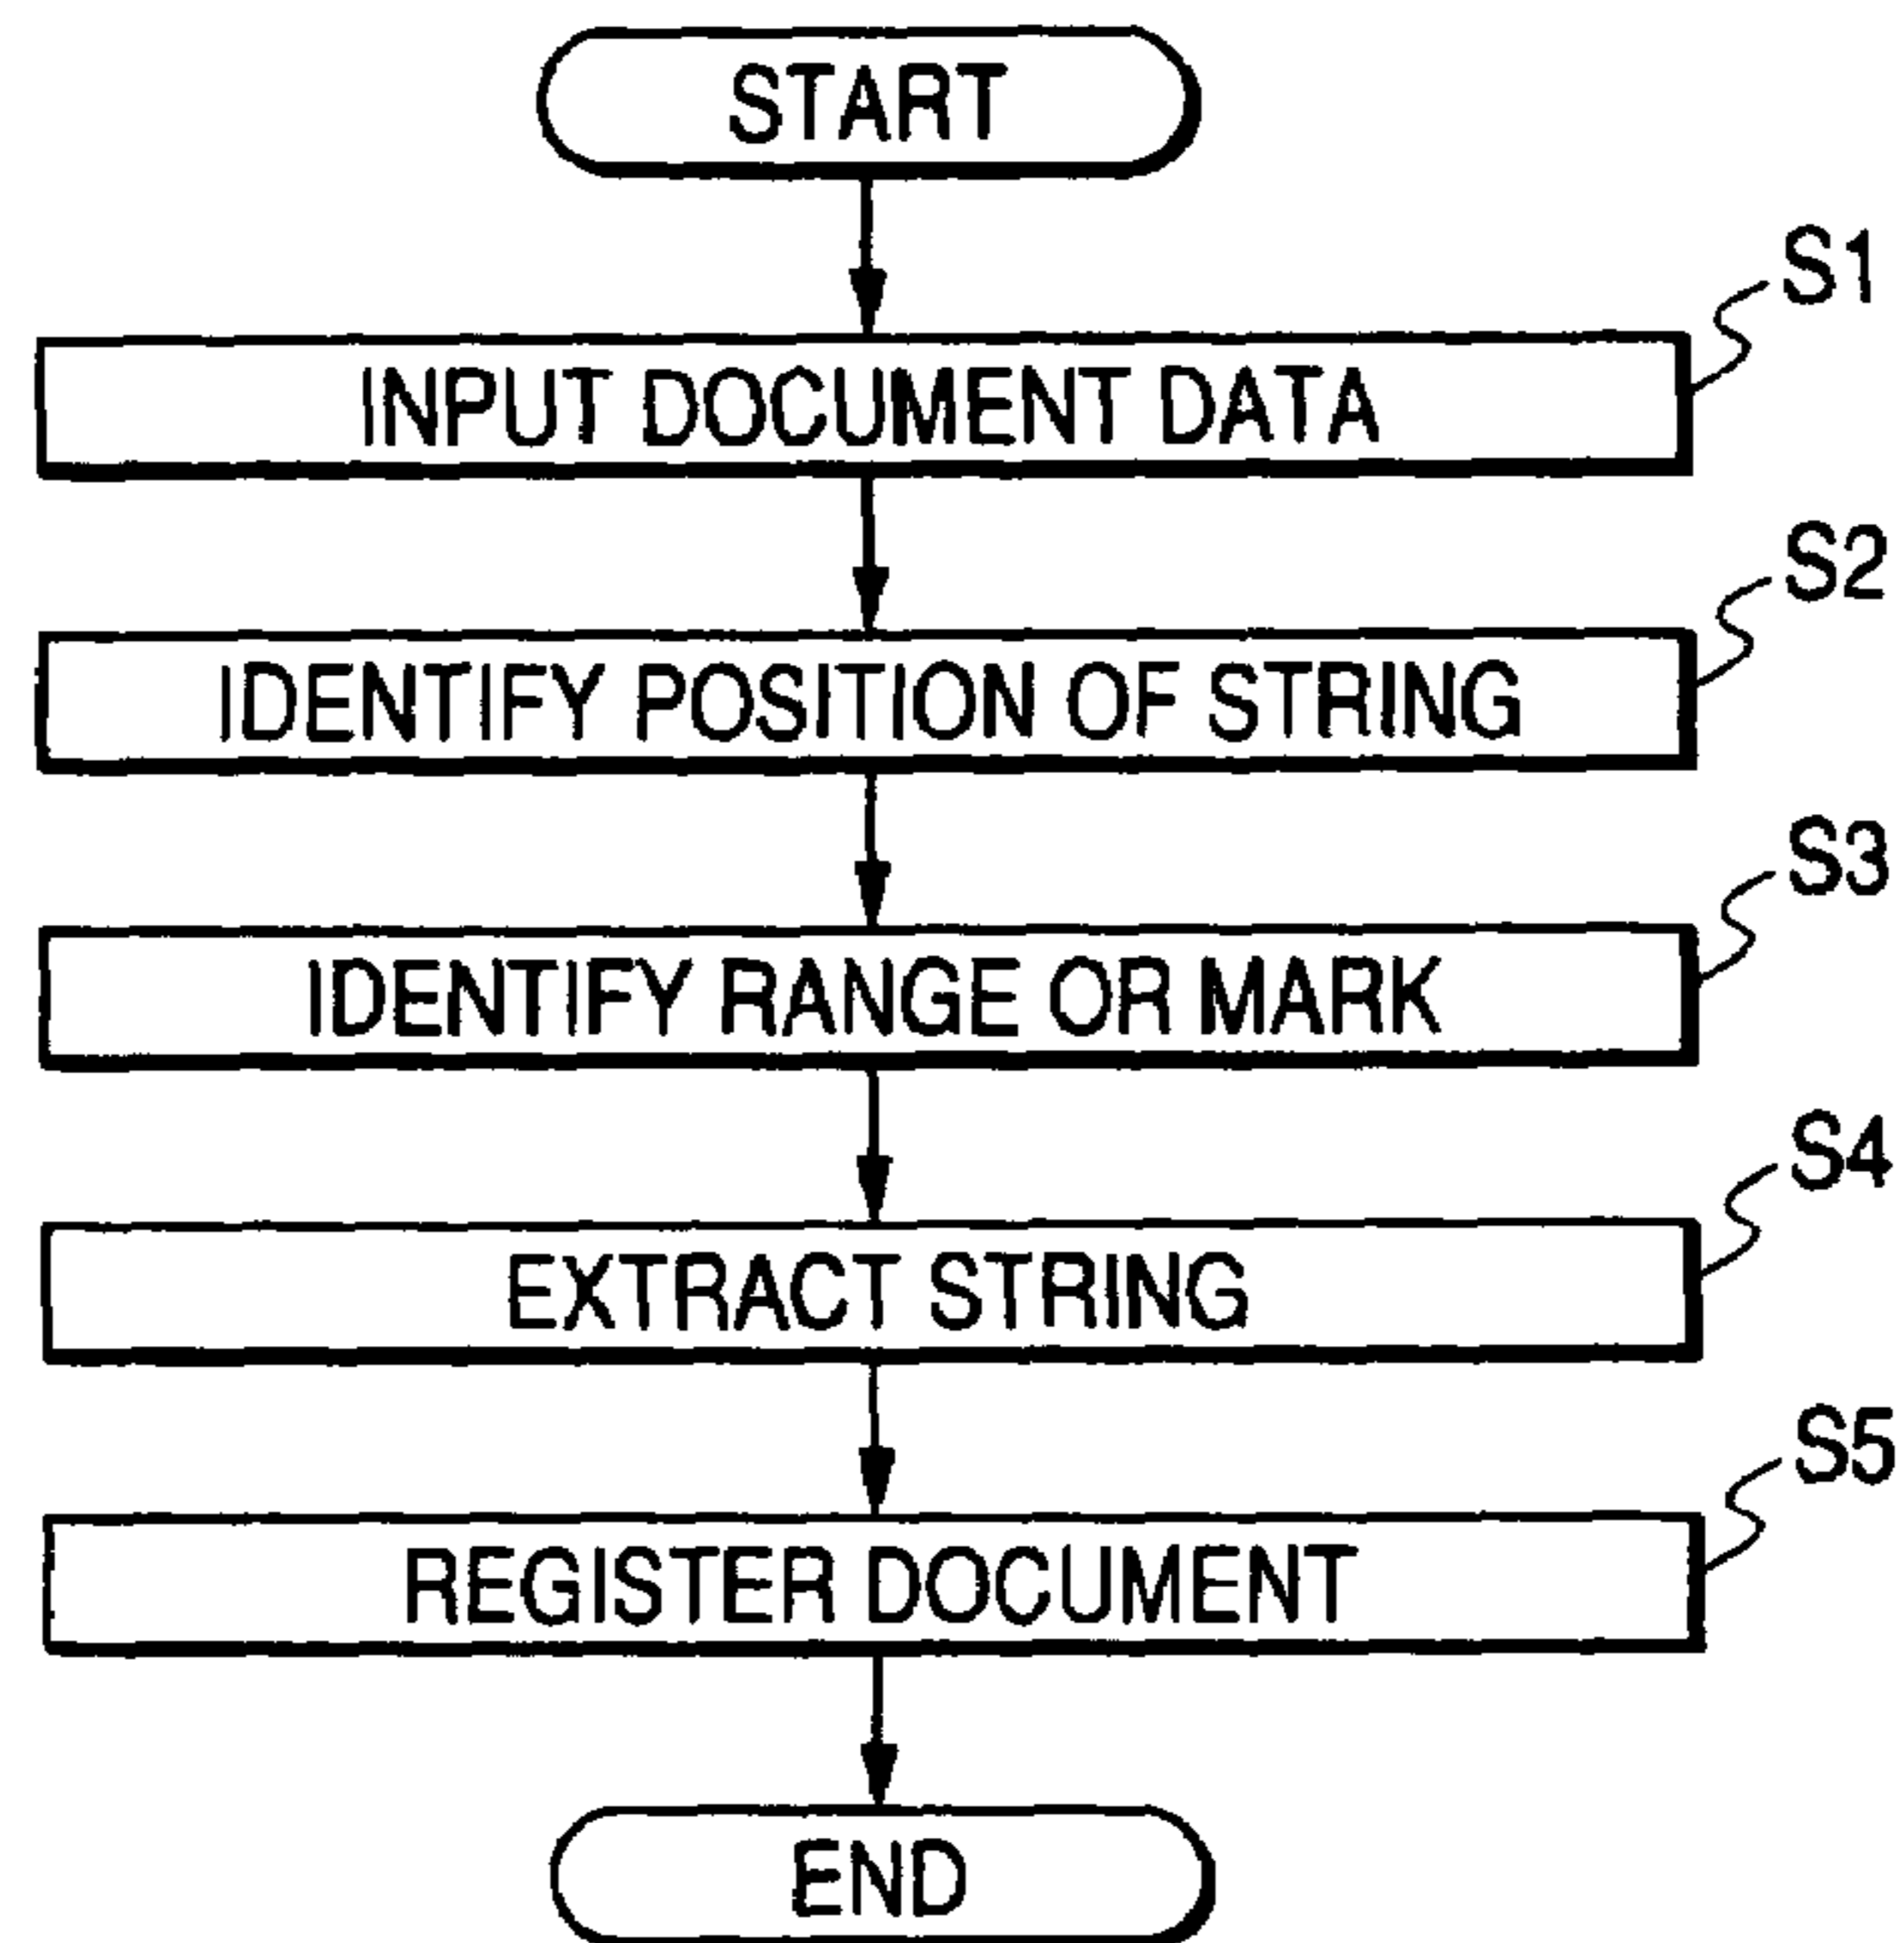 START
S1
INPUT DOCUMENT DATA
S2
IDENTIFY POSITION OF STRING
S3
IDENTIFY RANGE OR MARK
S4
EXTRACT STRING
S5
REGISTER DOCUMENT
END